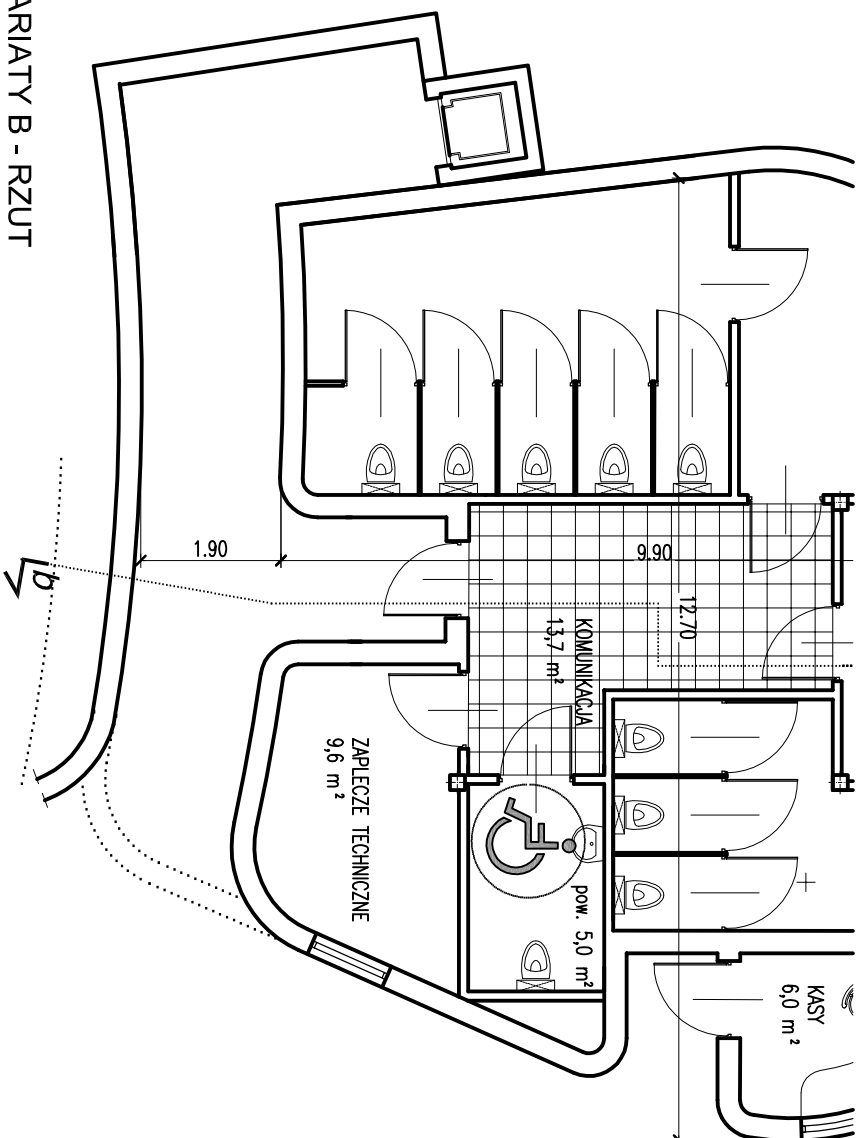 ARIATY B - RZUT
1.90
9.90
12.70
KOMUNIKACJA
13,7 m²
ZAPLECZE TECHNICZNE
9,6 m²
pow. 5,0 m²
KASY
6,0 m²
b